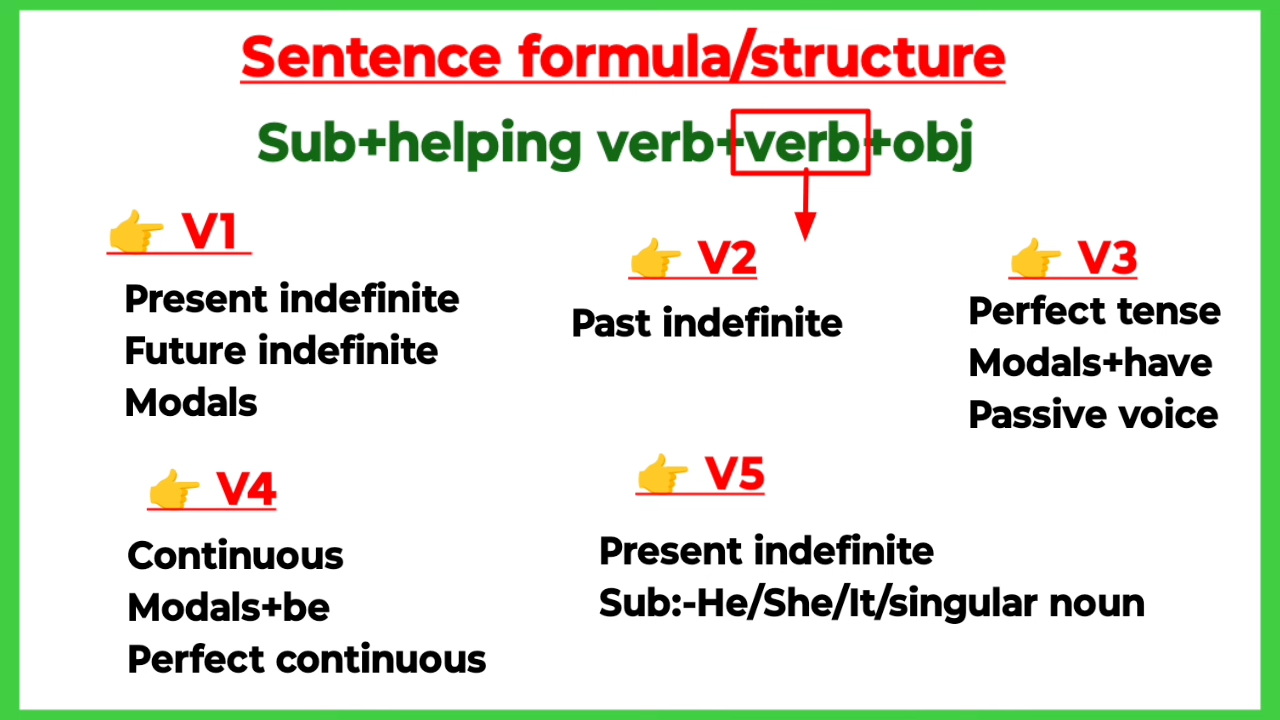 Sentence formula/structure
Sub+helping verb+verb+obj
👉 V1
Present indefinite
Future indefinite
Modals
👉 V2
Past indefinite
👉 V3
Perfect tense
Modals+have
Passive voice
👉 V4
Continuous
Modals+be
Perfect continuous
👉 V5
Present indefinite
Sub:-He/She/It/singular noun